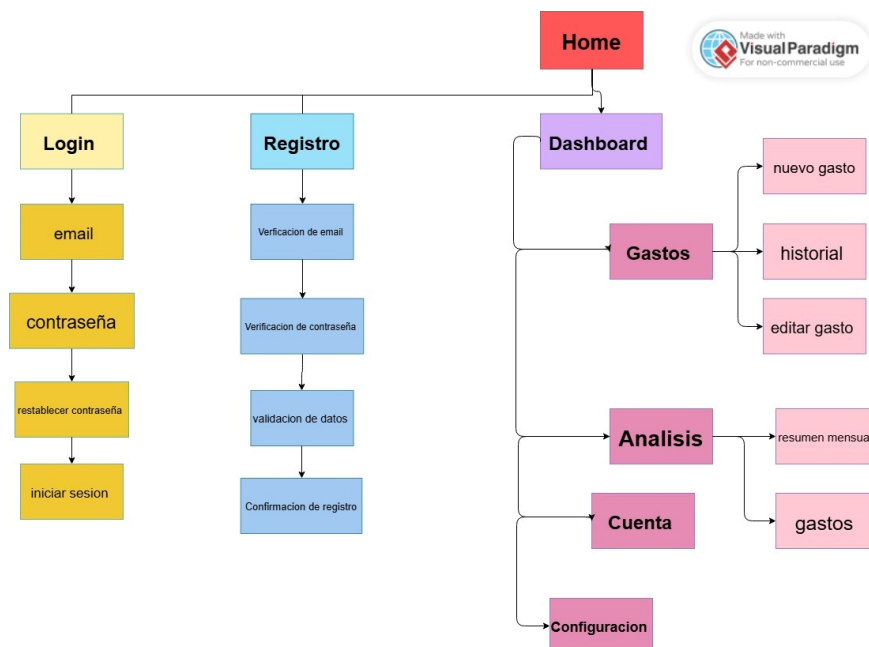 Home
Made with
Visual Paradigm
For non-commercial use
Login
Registro
Dashboard
nuevo gasto
email
Verficacion de email
Gastos
historial
contraseña
Verificacion de contraseña
editar gasto
restablecer contraseña
validacion de datos
Analisis
resumen mensua
iniciar sesion
Confirmacion de registro
Cuenta
gastos
Configuracion